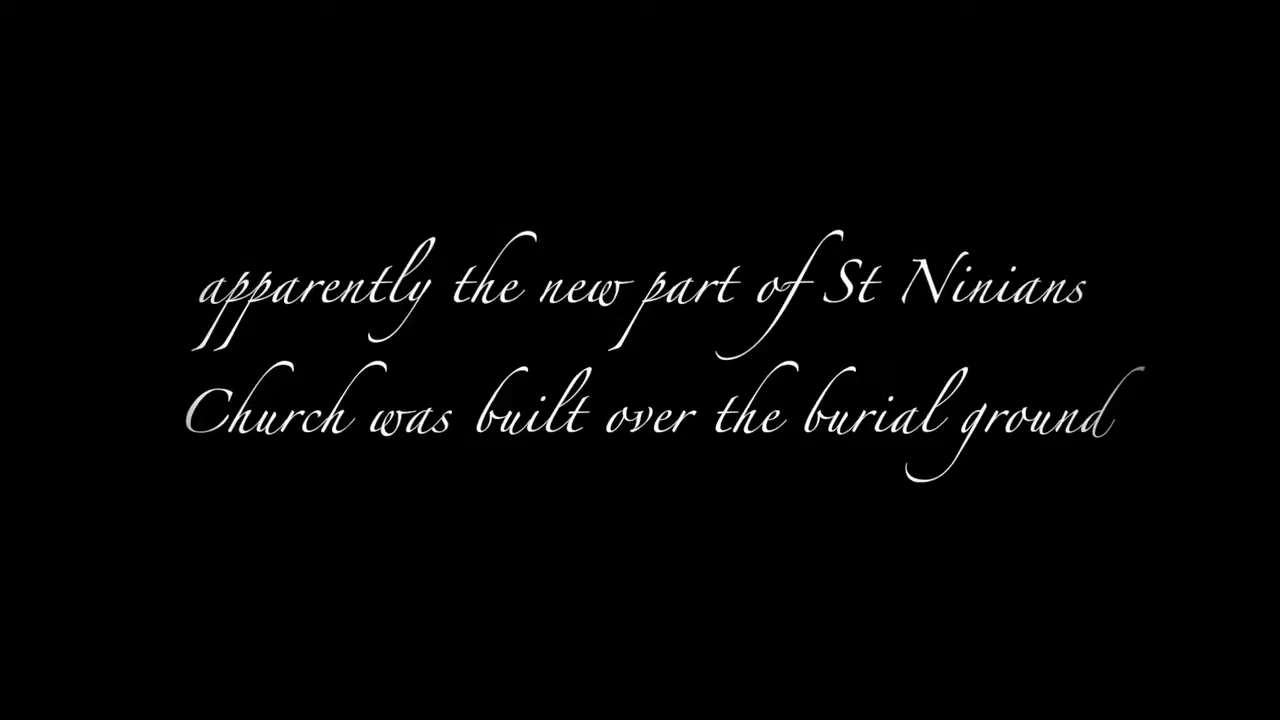 apparently the new part of St Ninians
Church was built over the burial ground